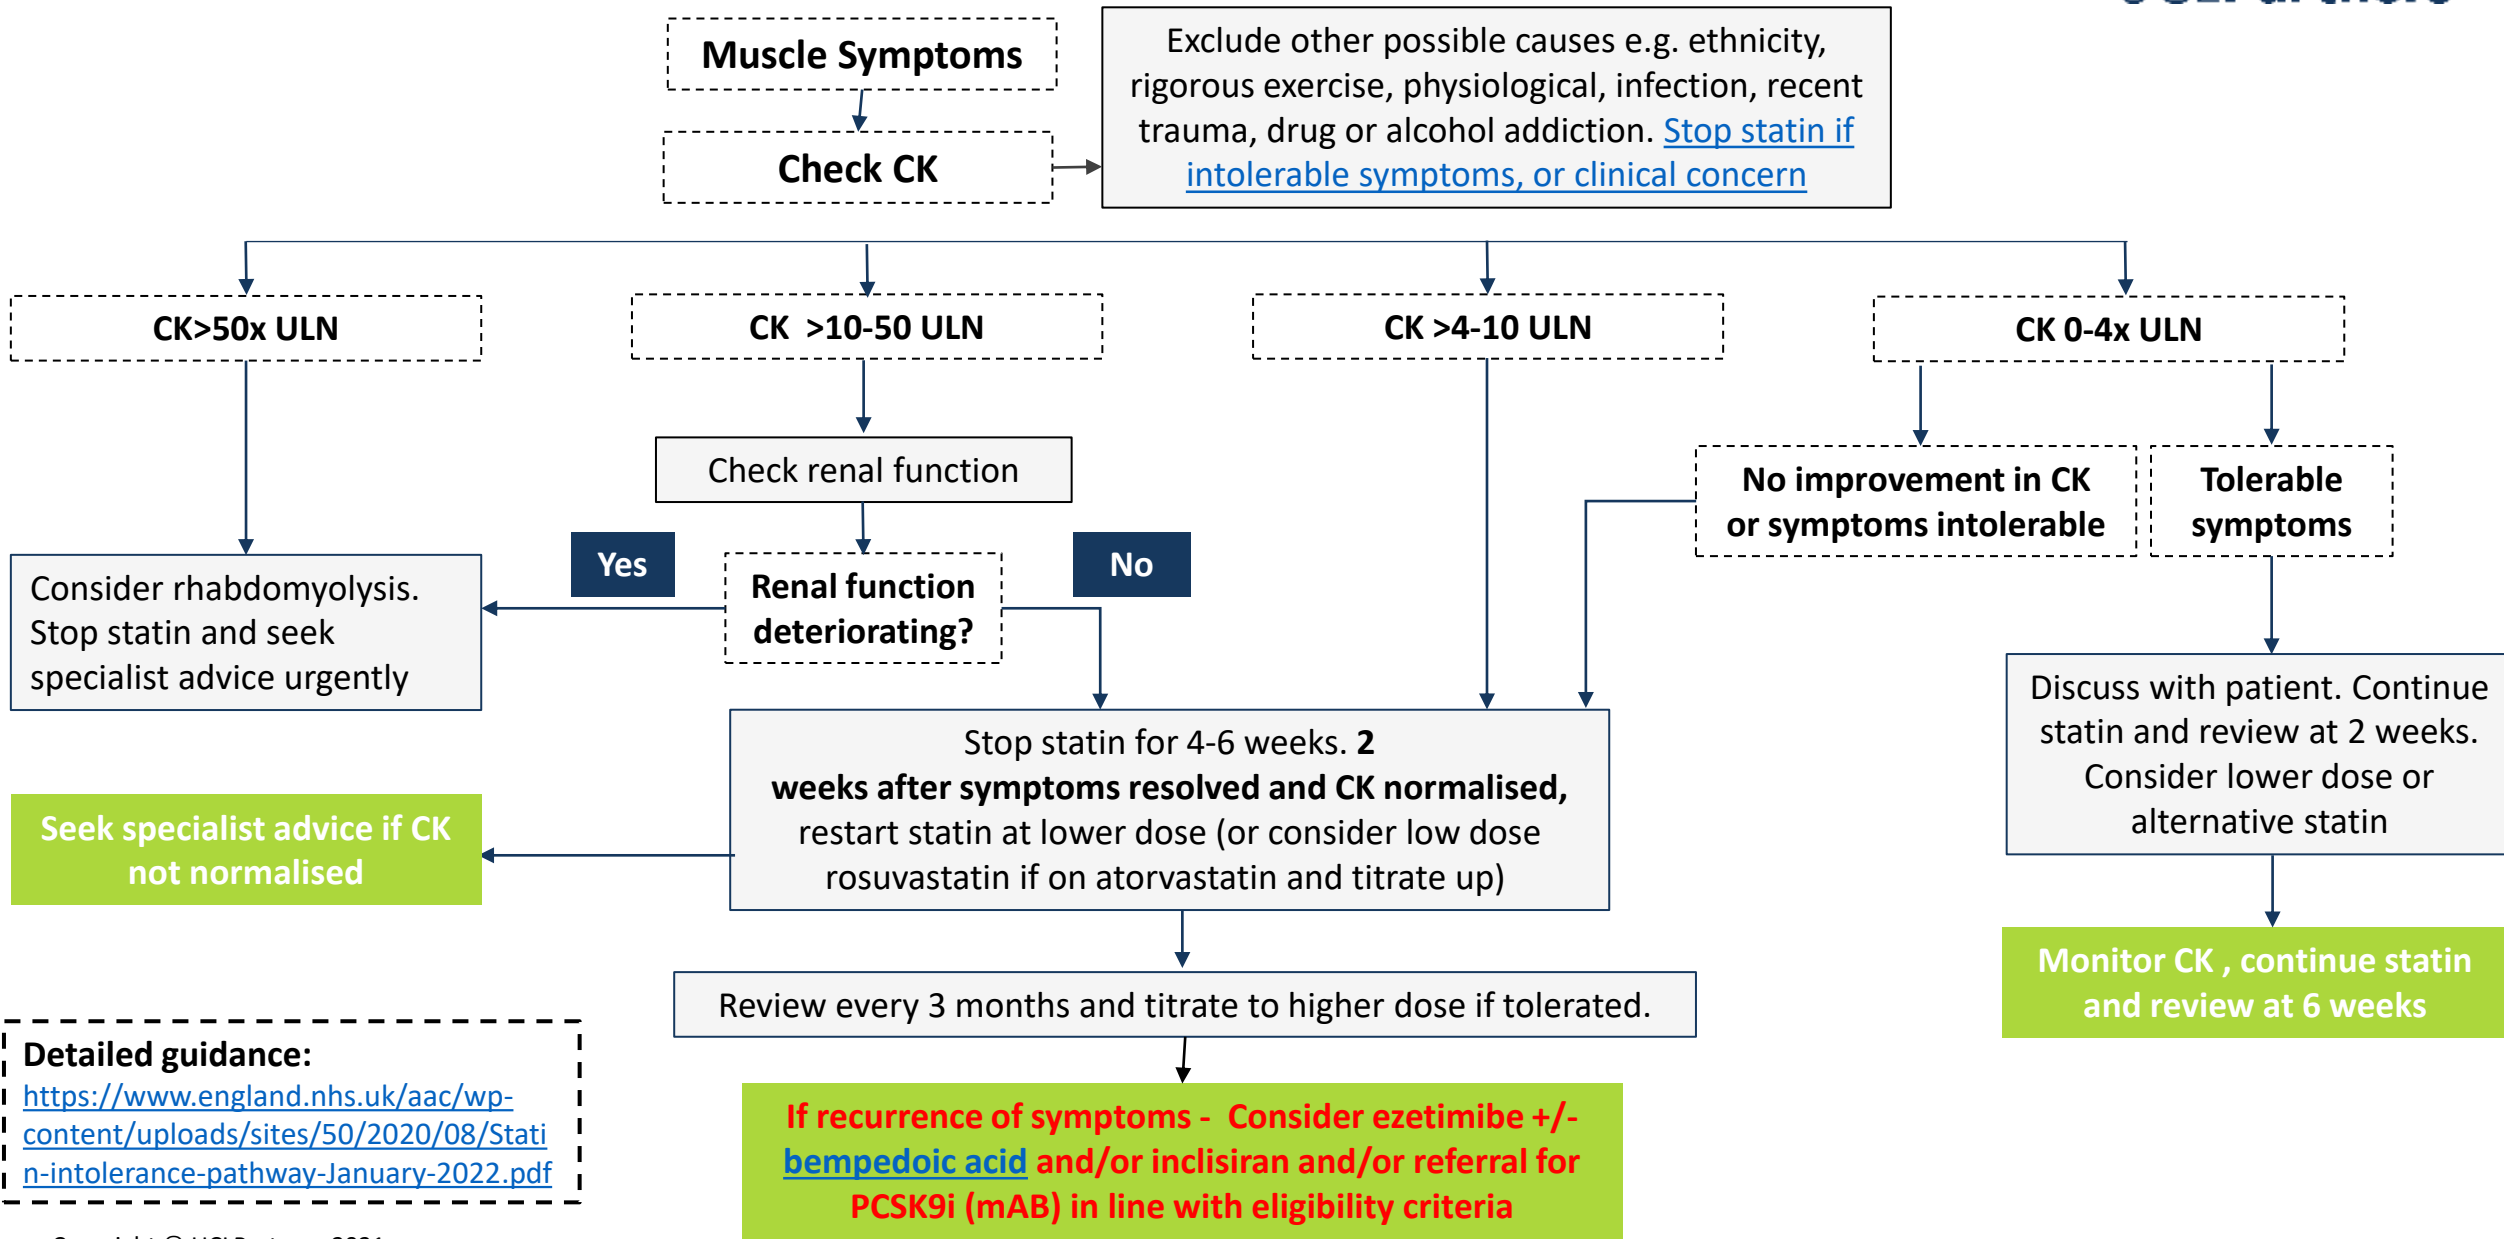 Muscle Symptoms
Exclude other possible causes e.g. ethnicity,
rigorous exercise, physiological, infection, recent
trauma, drug or alcohol addiction. Stop statin if
intolerable symptoms, or clinical concern
Check CK
CK>50x ULN
CK >10-50 ULN
CK >4-10 ULN
CK 0-4x ULN
Check renal function
No improvement in CK
or symptoms intolerable
Tolerable
symptoms
Yes
No
Renal function
deteriorating?
Consider rhabdomyolysis.
Stop statin and seek
specialist advice urgently
Discuss with patient. Continue
statin and review at 2 weeks.
Consider lower dose or
alternative statin
Stop statin for 4-6 weeks. 2
weeks after symptoms resolved and CK normalised,
restart statin at lower dose (or consider low dose
rosuvastatin if on atorvastatin and titrate up)
Seek specialist advice if CK
not normalised
Monitor CK , continue statin
and review at 6 weeks
Review every 3 months and titrate to higher dose if tolerated.
Detailed guidance:
https://www.england.nhs.uk/aac/wp-
content/uploads/sites/50/2020/08/Stati
n-intolerance-pathway-January-2022.pdf
If recurrence of symptoms - Consider ezetimibe +/-
bempedoic acid and/or inclisiran and/or referral for
PCSK9i (mAB) in line with eligibility criteria